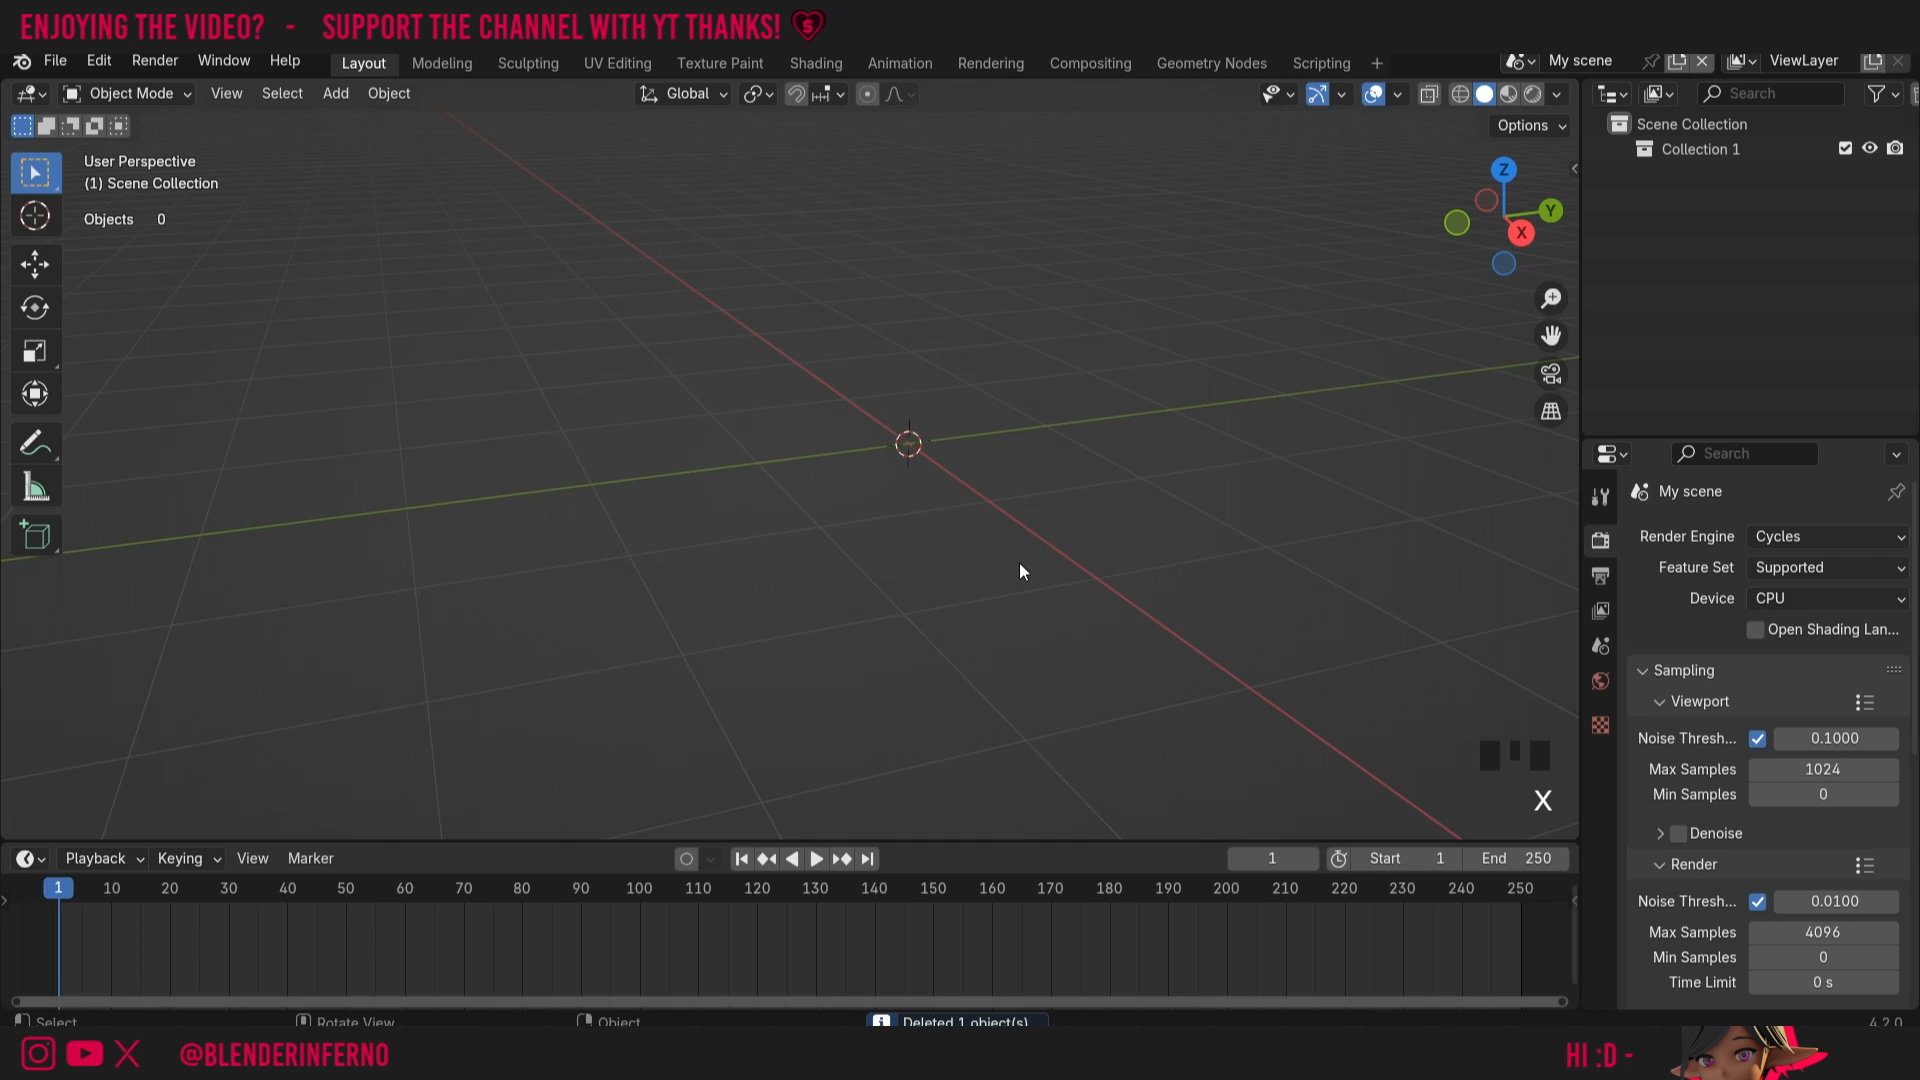 ENJOYING THE VIDEO? - SUPPORT THE CHANNEL WITH YT THANKS! $
File Edit Render Window Help Layout Modeling Sculpting UV Editing Texture Paint Shading Animation Rendering Compositing Geometry Nodes Scripting + My scene ViewLayer
Object Mode View Select Add Object Global Search
Options
User Perspective
(1) Scene Collection
Objects 0
Z
Y
X
Scene Collection
Collection 1
Search
My scene
Render Engine Cycles
Feature Set Supported
Device CPU
Open Shading Lan...
Sampling
Viewport
Noise Thresh... 0.1000
Max Samples 1024
Min Samples 0
Denoise
Render
Noise Thresh... 0.0100
Max Samples 4096
Min Samples 0
Time Limit 0 s
X
Playback Keying View Marker 1 Start 1 End 250
1 10 20 30 40 50 60 70 80 90 100 110 120 130 140 150 160 170 180 190 200 210 220 230 240 250
Select Rotate View Object Deleted 1 object(s) 4.2.0
@BLENDERINFERNO
HI :D -